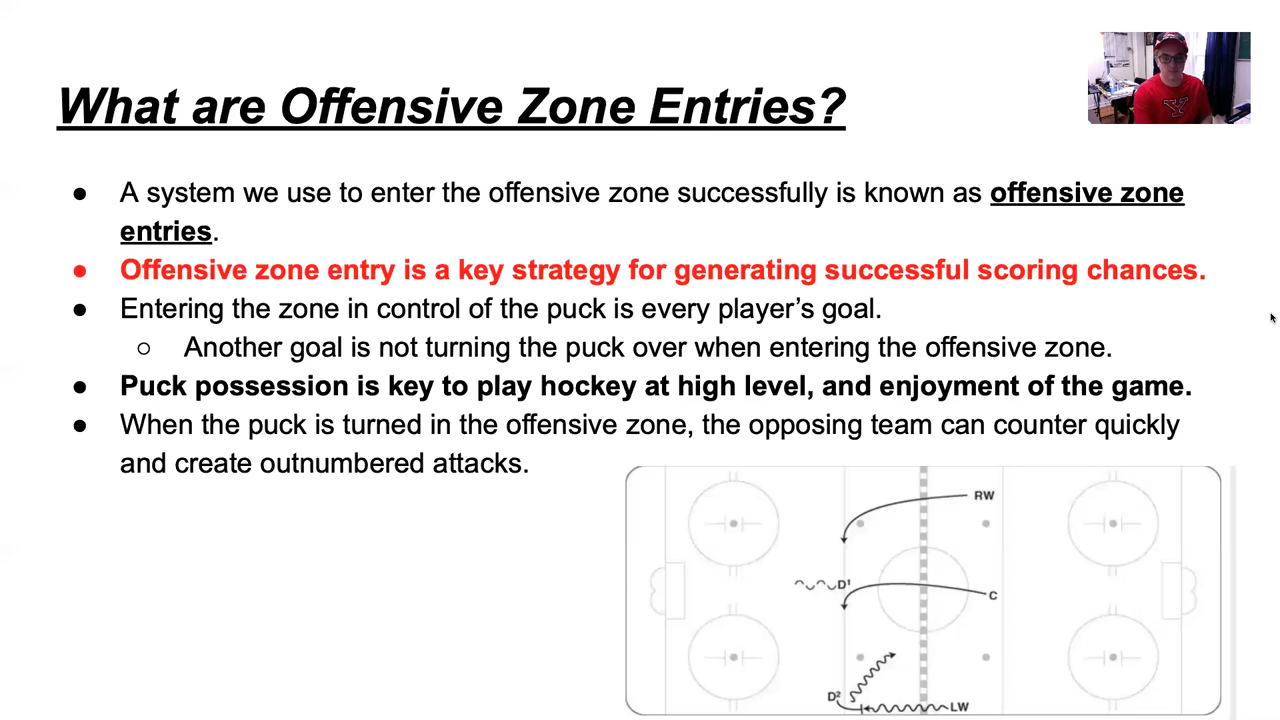 What are Offensive Zone Entries?
● A system we use to enter the offensive zone successfully is known as offensive zone
entries.
● Offensive zone entry is a key strategy for generating successful scoring chances.
● Entering the zone in control of the puck is every player’s goal.
○ Another goal is not turning the puck over when entering the offensive zone.
● Puck possession is key to play hockey at high level, and enjoyment of the game.
● When the puck is turned in the offensive zone, the opposing team can counter quickly
and create outnumbered attacks.
RW
D¹
C
D²
LW
Y